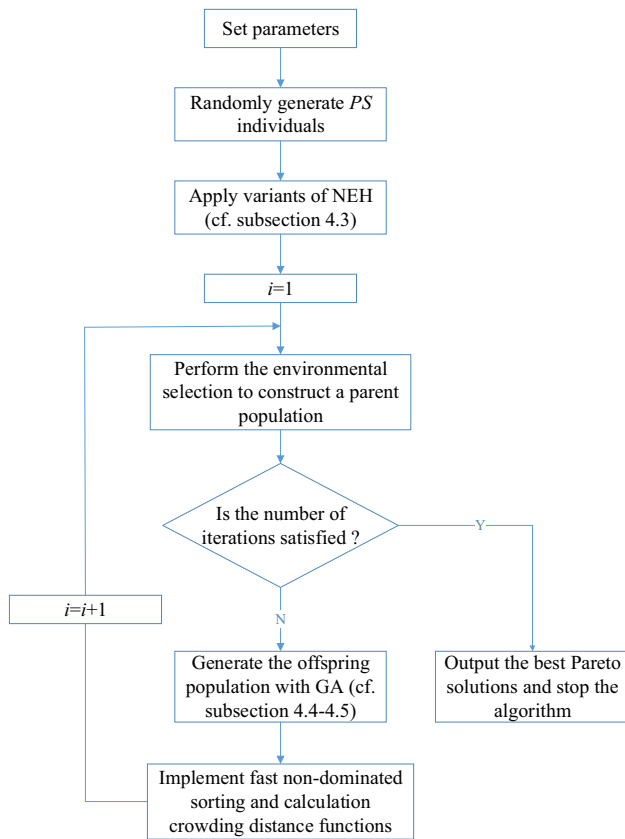 Set parameters
Randomly generate PS
individuals
Apply variants of NEH
(cf. subsection 4.3)
i=1
Perform the environmental
selection to construct a parent
population
Is the number of
iterations satisfied ?
Y
N
i=i+1
Generate the offspring
population with GA (cf.
subsection 4.4-4.5)
Output the best Pareto
solutions and stop the
algorithm
Implement fast non-dominated
sorting and calculation
crowding distance functions